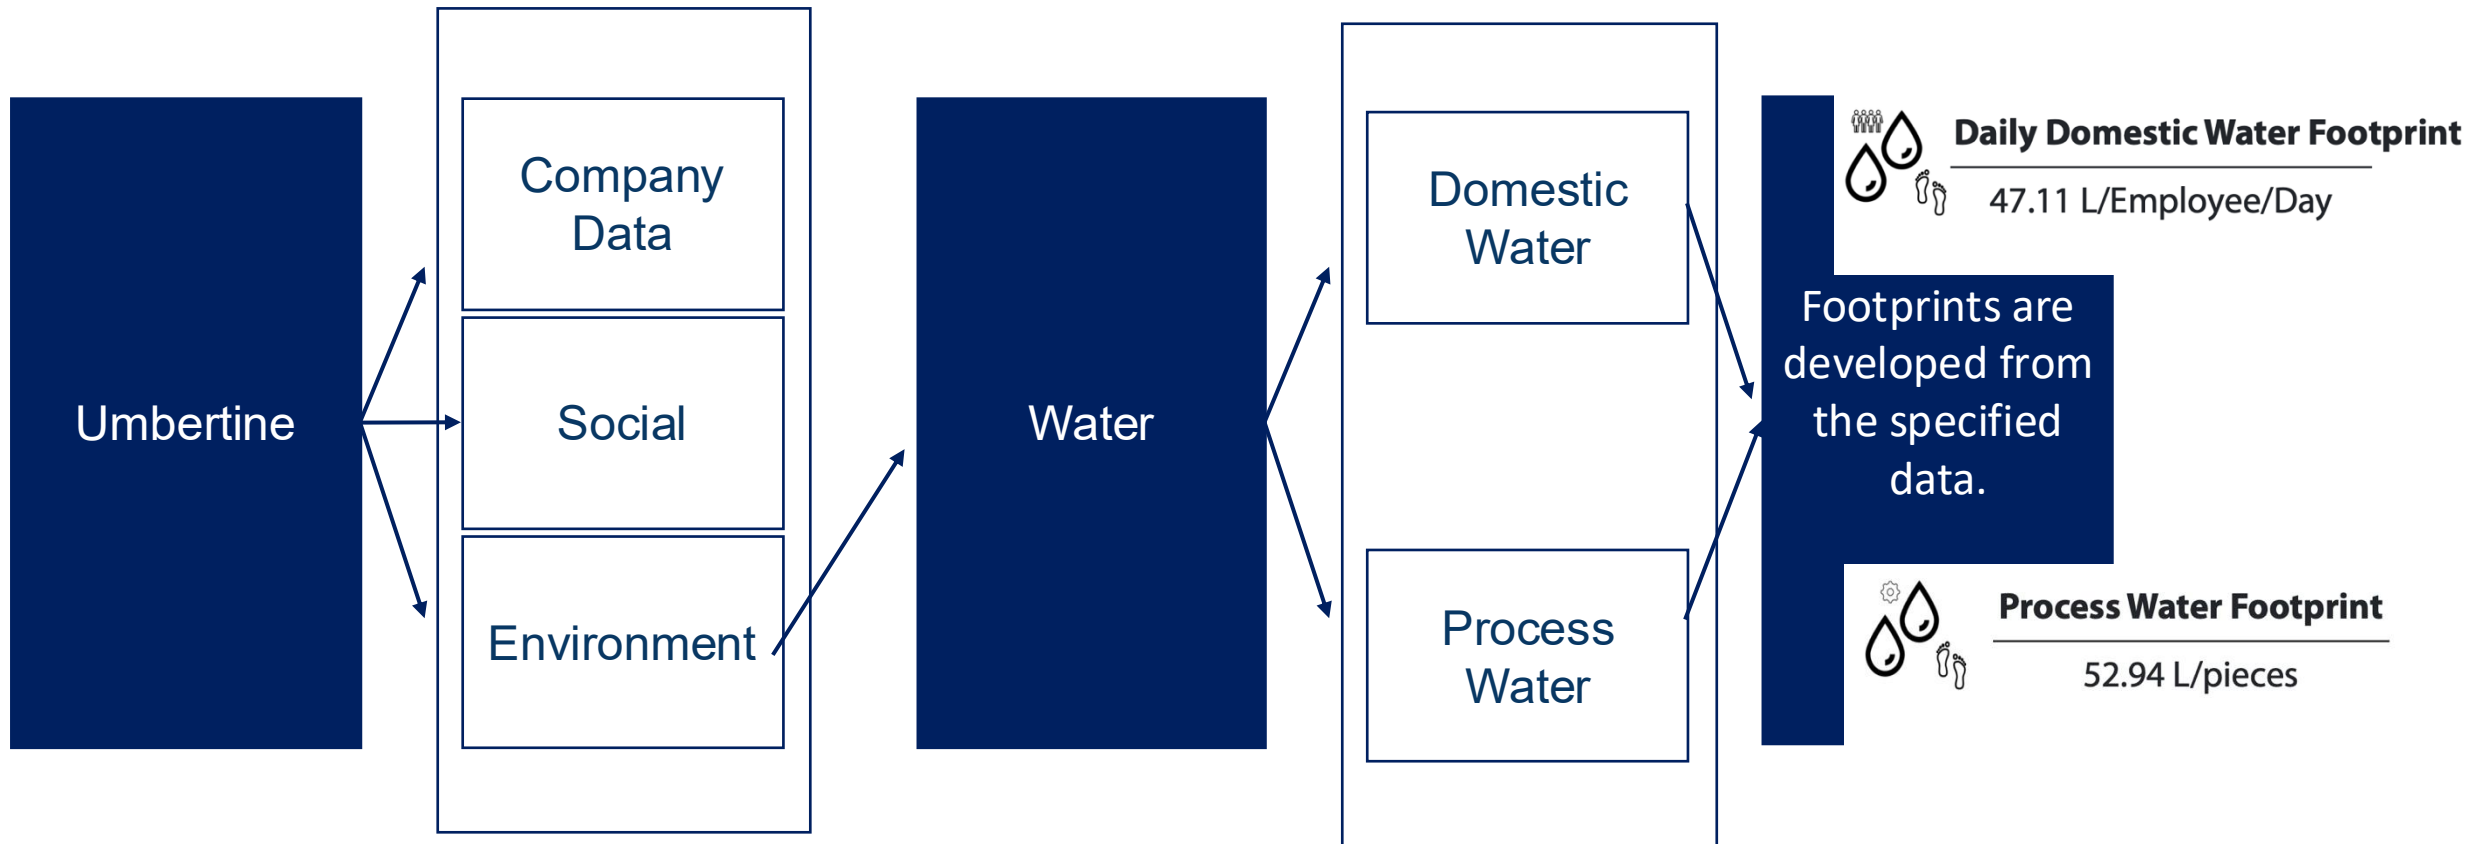 Umbertine
Company
Data
Social
Environment
Water
Domestic
Water
Process
Water
Daily Domestic Water Footprint
47.11 L/Employee/Day
Footprints are
developed from
the specified
data.
Process Water Footprint
52.94 L/pieces